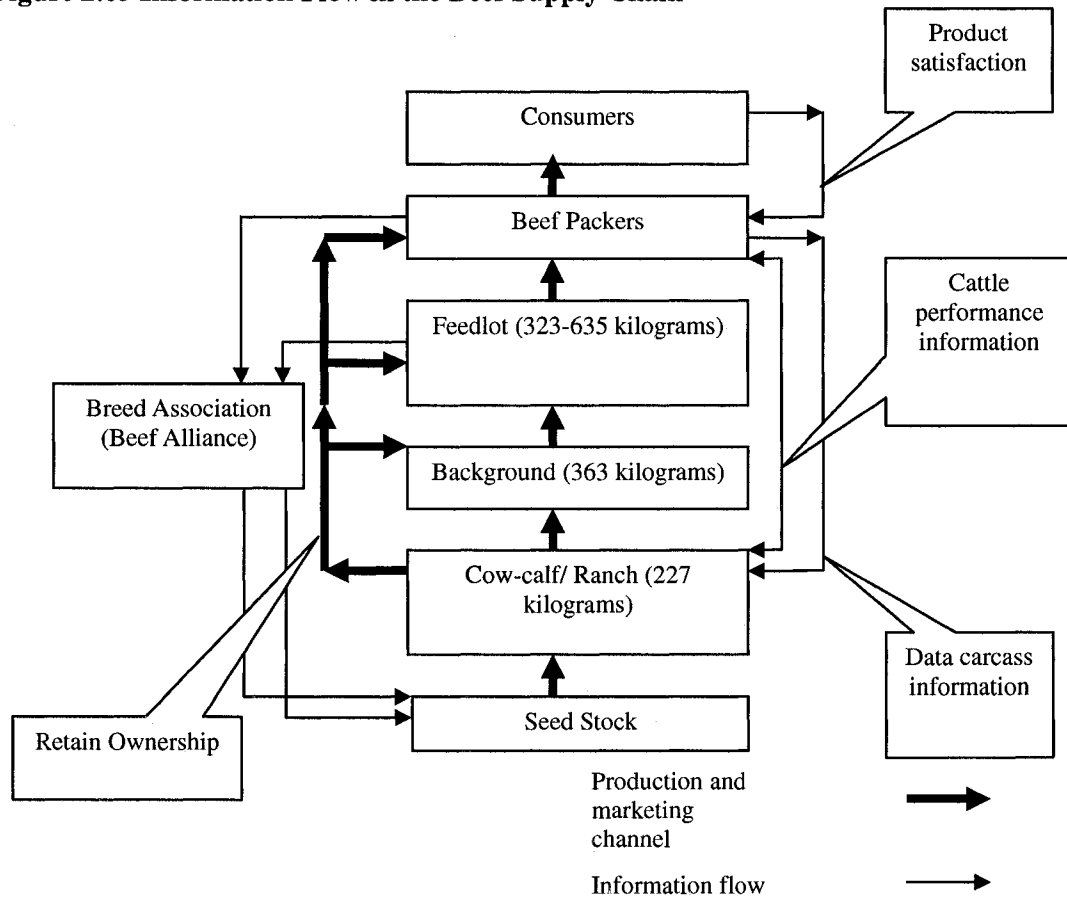 Figure Information Flow in the Beef Supply Chain
Product
satisfaction
Consumers
Beef Packers
Cattle
performance
information
Feedlot (323-635 kilograms)
Breed Association
(Beef Alliance)
Background (363 kilograms)
Cow-calf/ Ranch (227
kilograms)
Data carcass
information
Seed Stock
Retain Ownership
Production and
marketing
channel
Information flow